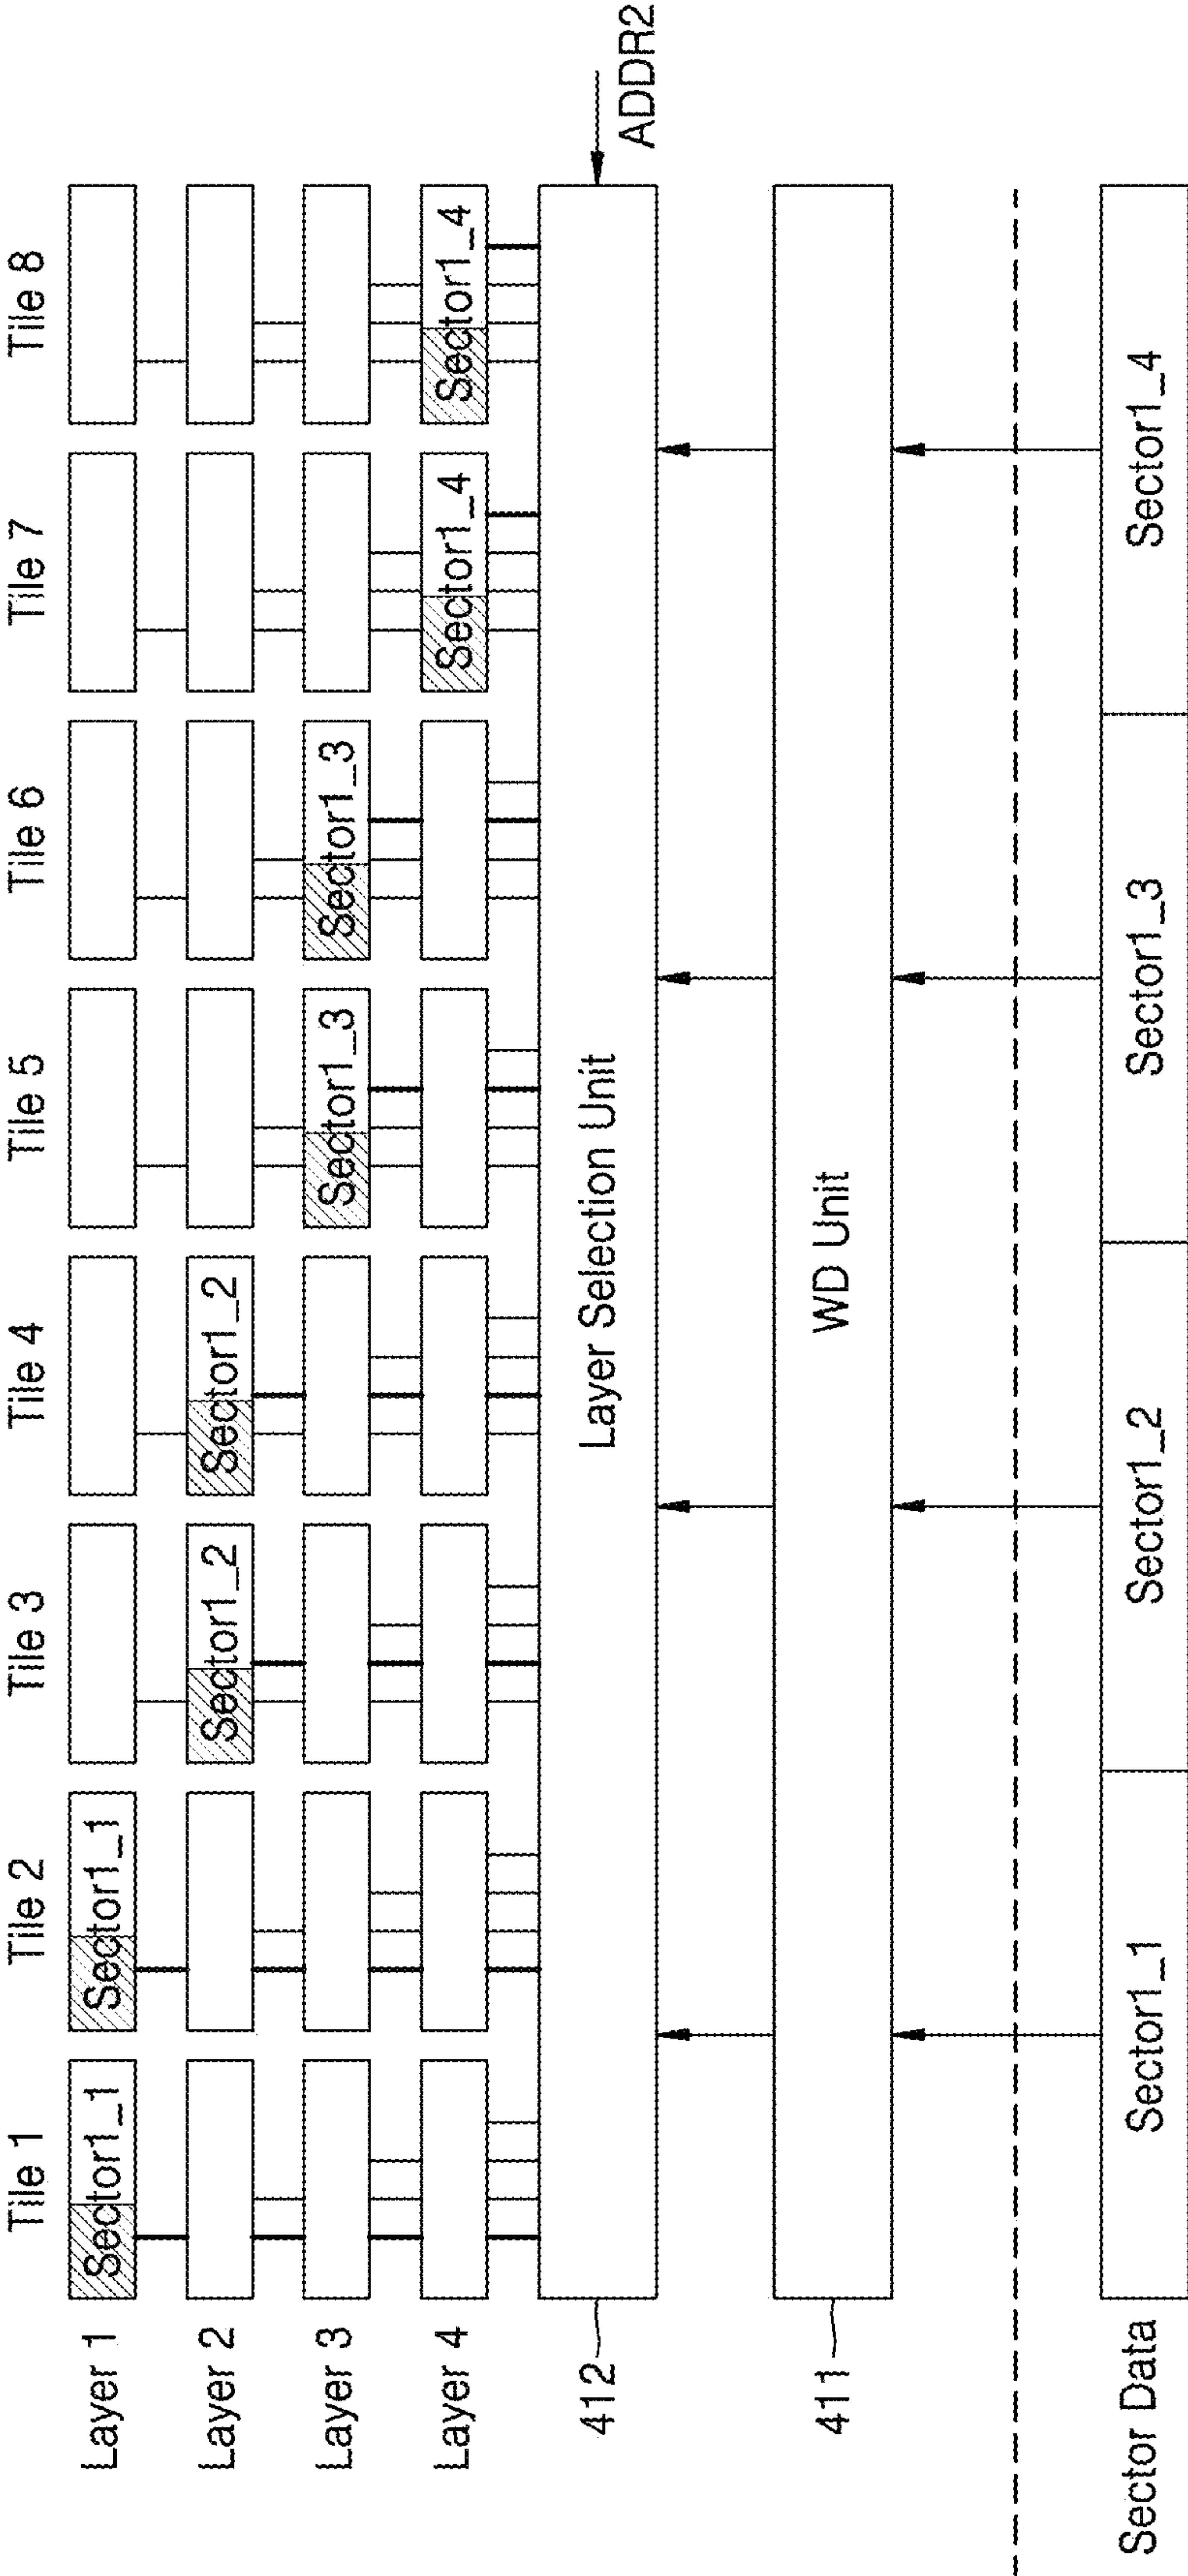 Tile 1 Tile 2 Tile 3 Tile 4 Tile 5 Tile 6 Tile 7 Tile 8
Layer 1 Sector1_1 Sector1_1
Layer 2 Sector1_2 Sector1_2
Layer 3 Sector1_3 Sector1_3
Layer 4 Sector1_4 Sector1_4
412 Layer Selection Unit ADDR2
411 WD Unit
Sector Data Sector1_1 Sector1_2 Sector1_3 Sector1_4